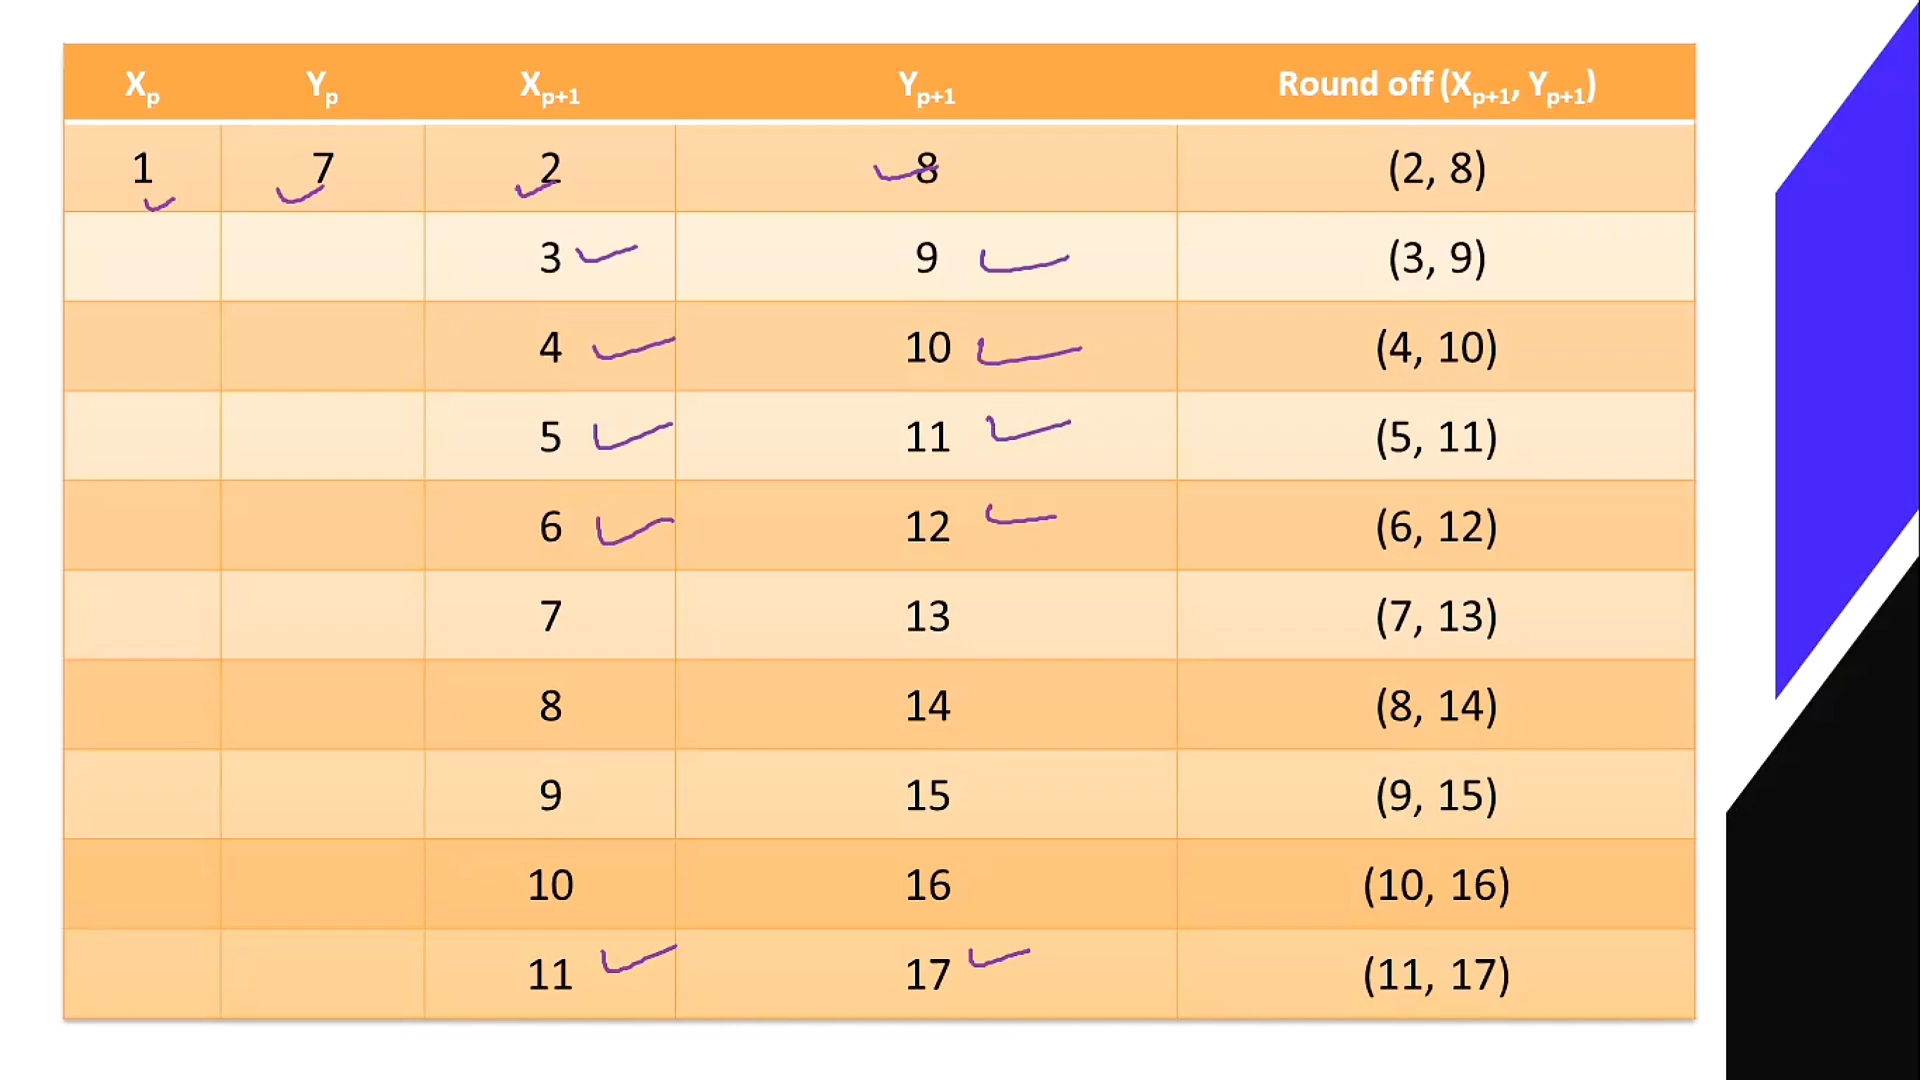 Xp Yp Xp+1 Yp+1 Round off (Xp+1, Yp+1)
1 7 2 8 (2, 8)
3 9 (3, 9)
4 10 (4, 10)
5 11 (5, 11)
6 12 (6, 12)
7 13 (7, 13)
8 14 (8, 14)
9 15 (9, 15)
10 16 (10, 16)
11 17 (11, 17)